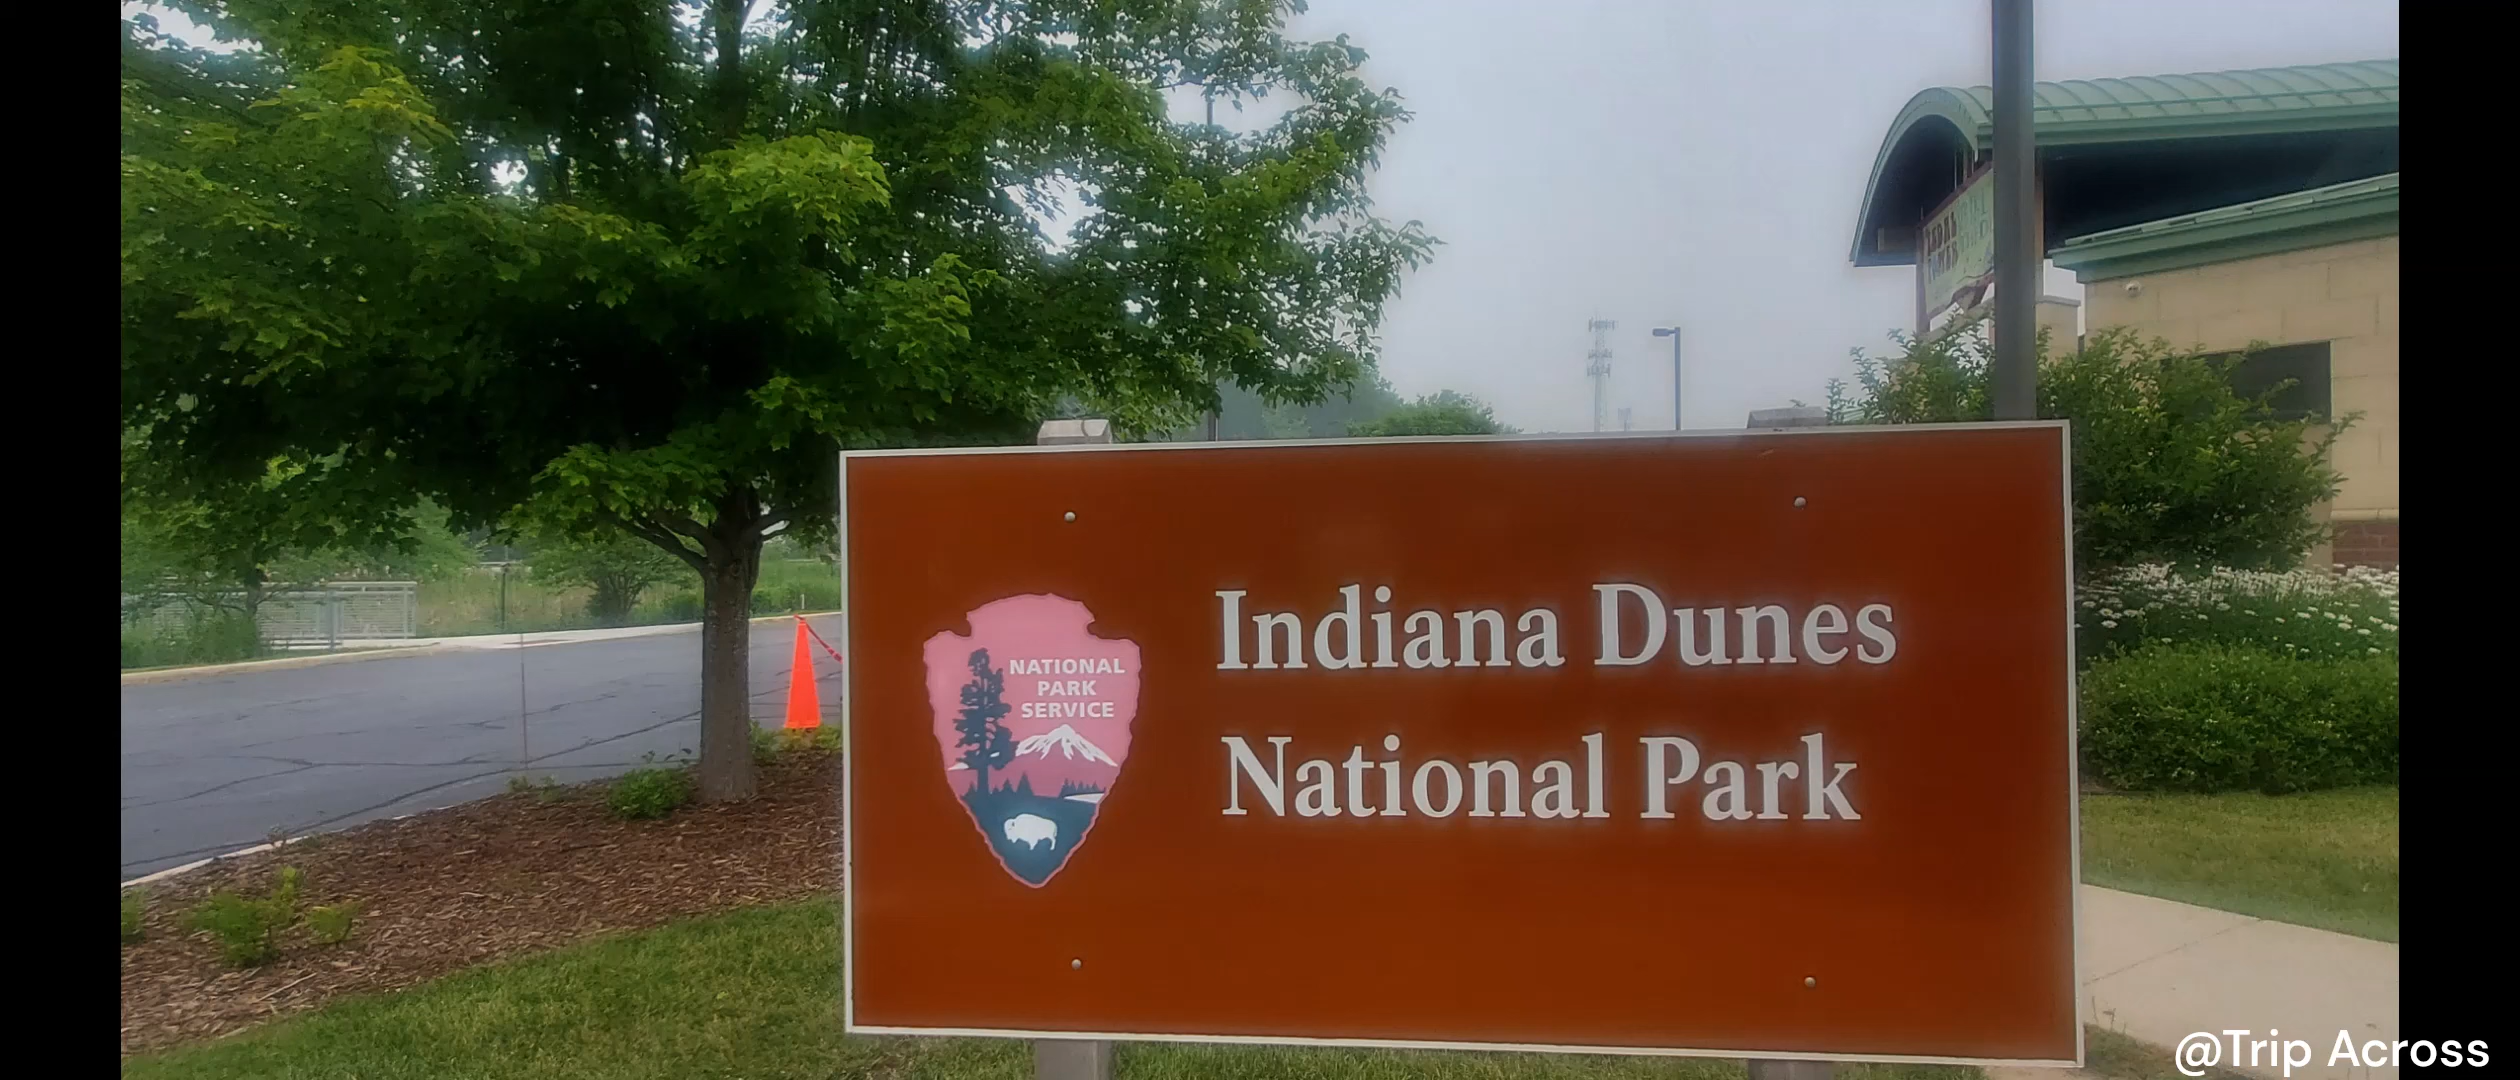 NATIONAL
PARK
SERVICE
Indiana Dunes
National Park
@Trip Across